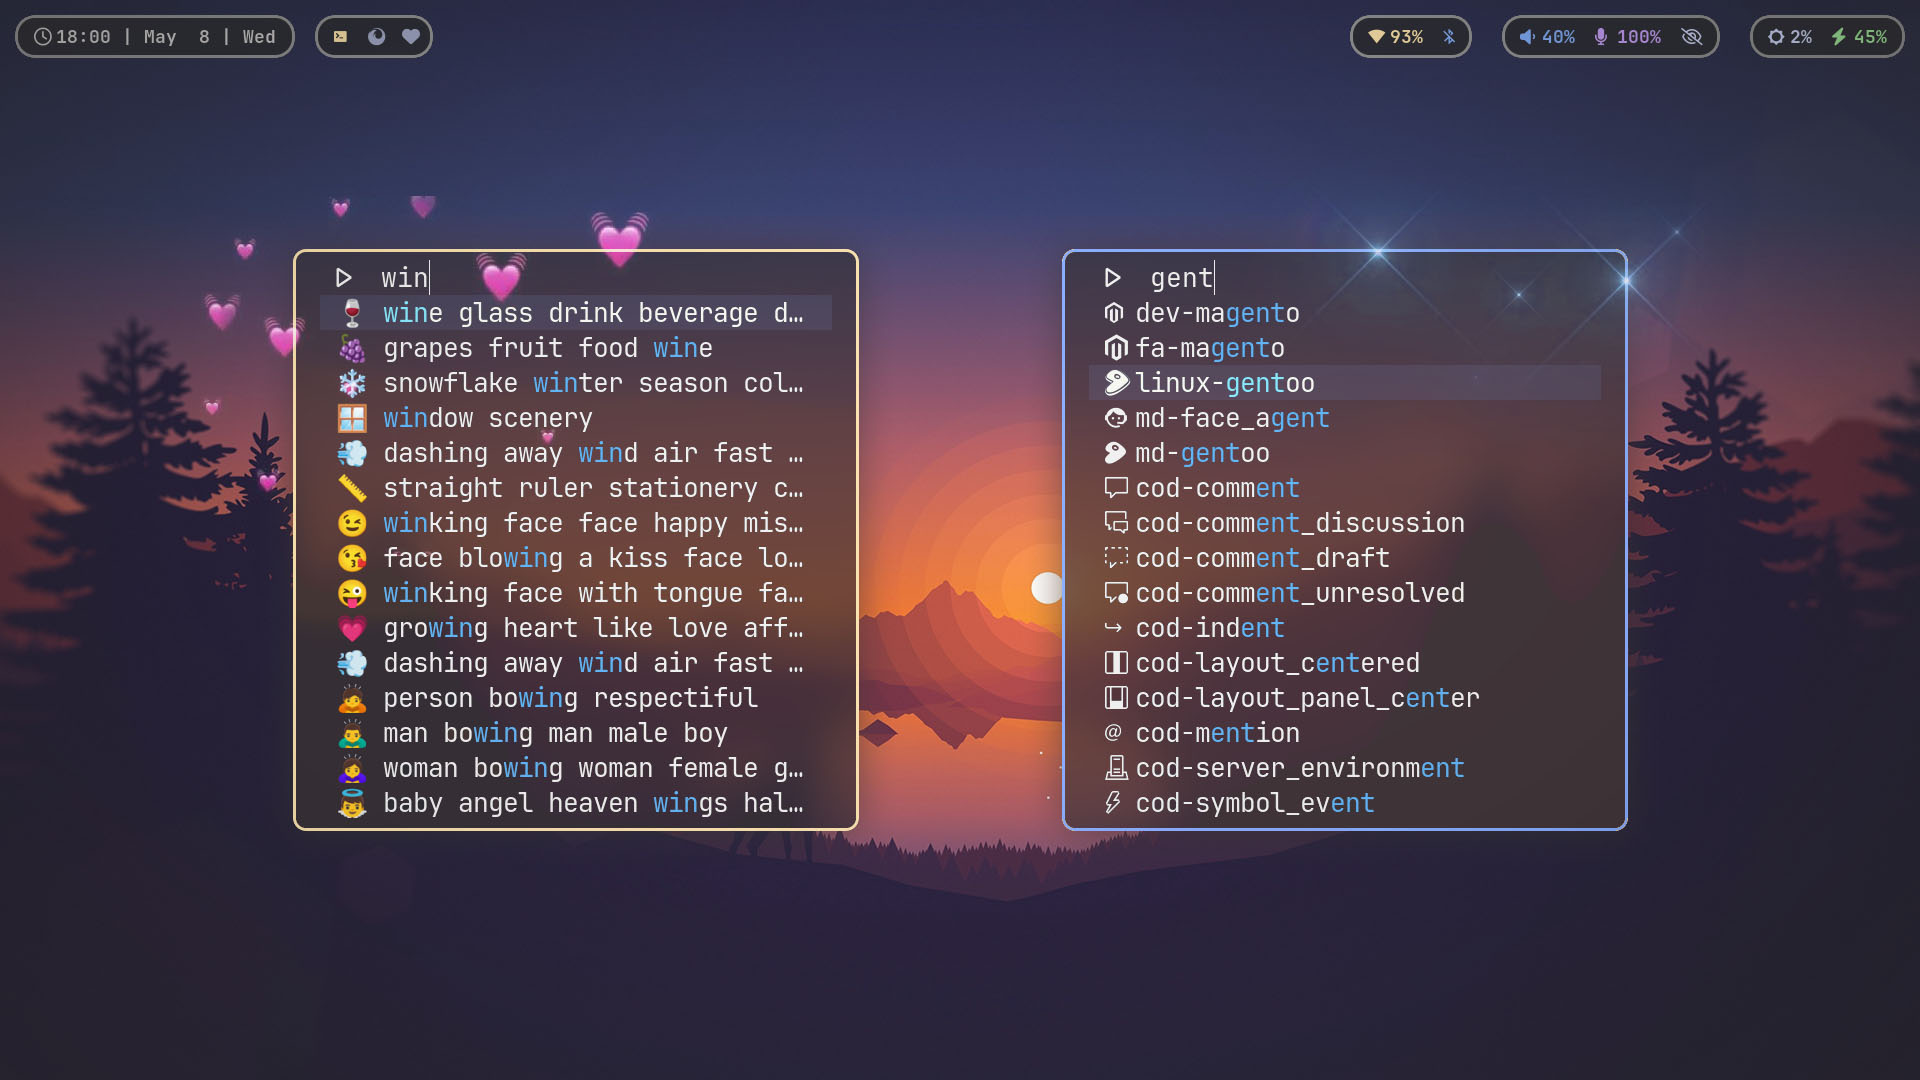 18:00 | May  8 | Wed
93%
40% 100%
2% 45%
win
wine glass drink beverage d…
grapes fruit food wine
snowflake winter season col…
window scenery
dashing away wind air fast …
straight ruler stationery c…
winking face face happy mis…
face blowing a kiss face lo…
winking face with tongue fa…
growing heart like love aff…
dashing away wind air fast …
person bowing respectiful
man bowing man male boy
woman bowing woman female g…
baby angel heaven wings hal…
gent
dev-magento
fa-magento
linux-gentoo
md-face_agent
md-gentoo
cod-comment
cod-comment_discussion
cod-comment_draft
cod-comment_unresolved
cod-indent
cod-layout_centered
cod-layout_panel_center
@ cod-mention
cod-server_environment
cod-symbol_event